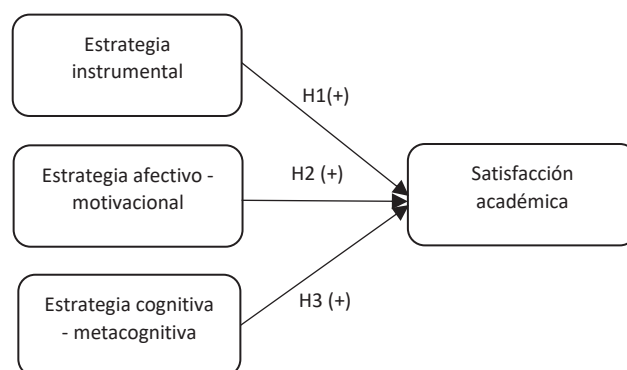 Estrategia
instrumental
H1(+)
Estrategia afectivo -
motivacional
H2 (+)
Satisfacción
académica
Estrategia cognitiva
- metacognitiva
H3 (+)